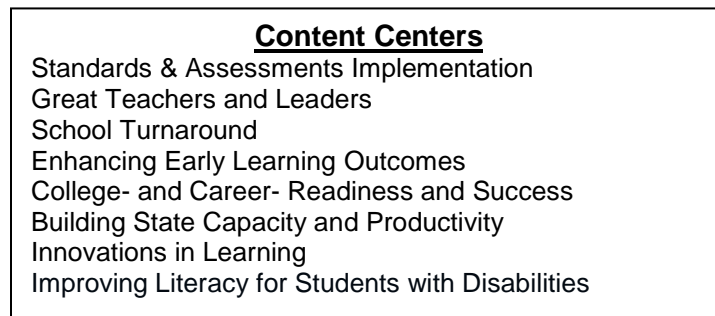 Content Centers
Standards & Assessments Implementation
Great Teachers and Leaders
School Turnaround
Enhancing Early Learning Outcomes
College- and Career- Readiness and Success
Building State Capacity and Productivity
Innovations in Learning
Improving Literacy for Students with Disabilities